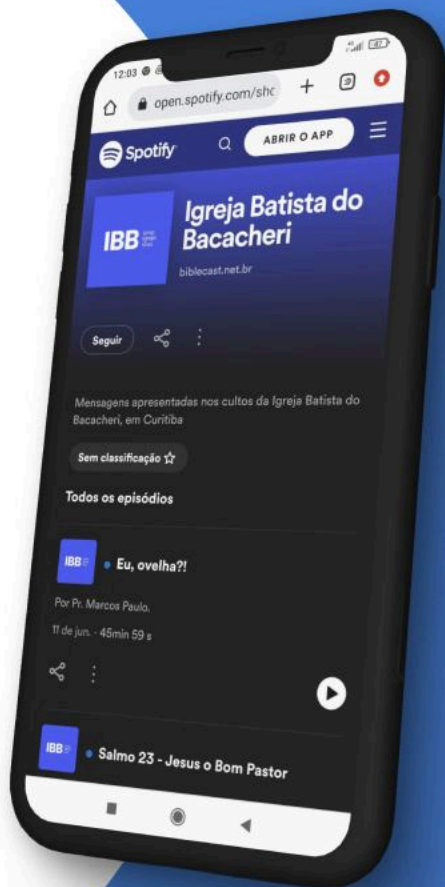 12:03
open.spotify.com/sho
Spotify
ABRIR O APP
IBB
Igreja Batista do
Bacacheri
biblecast.net.br
Seguir
Mensagens apresentadas nos cultos da Igreja Batista do
Bacacheri, em Curitiba
Sem classificação
Todos os episódios
IBB
Eu, ovelha?!
Por Pr. Marcos Paulo.
11 de jun. - 45min 59 s
IBB
Salmo 23 - Jesus o Bom Pastor